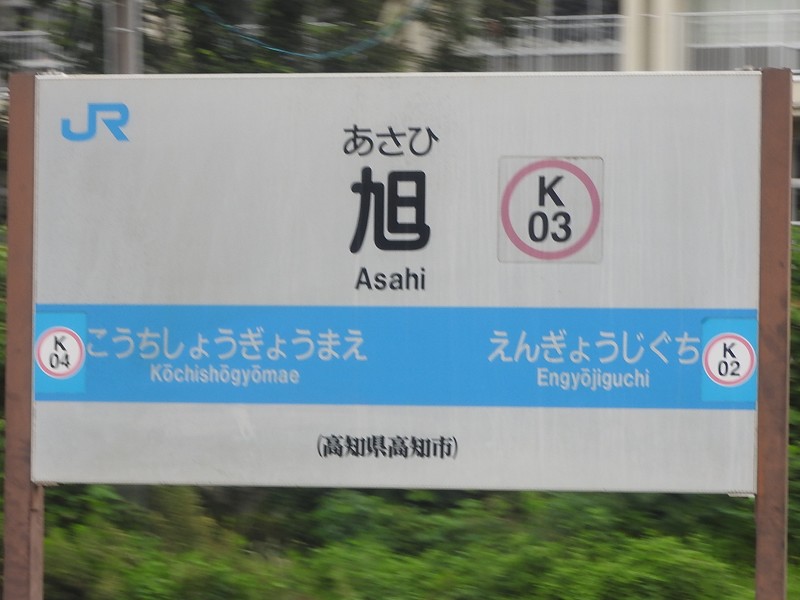 JR
あさひ
旭
Asahi
K
03
K
04
こうちしょうぎょうまえ
Kōchishōgyōmae
えんぎょうじぐち
Engyōjiguchi
K
02
(高知県高知市)